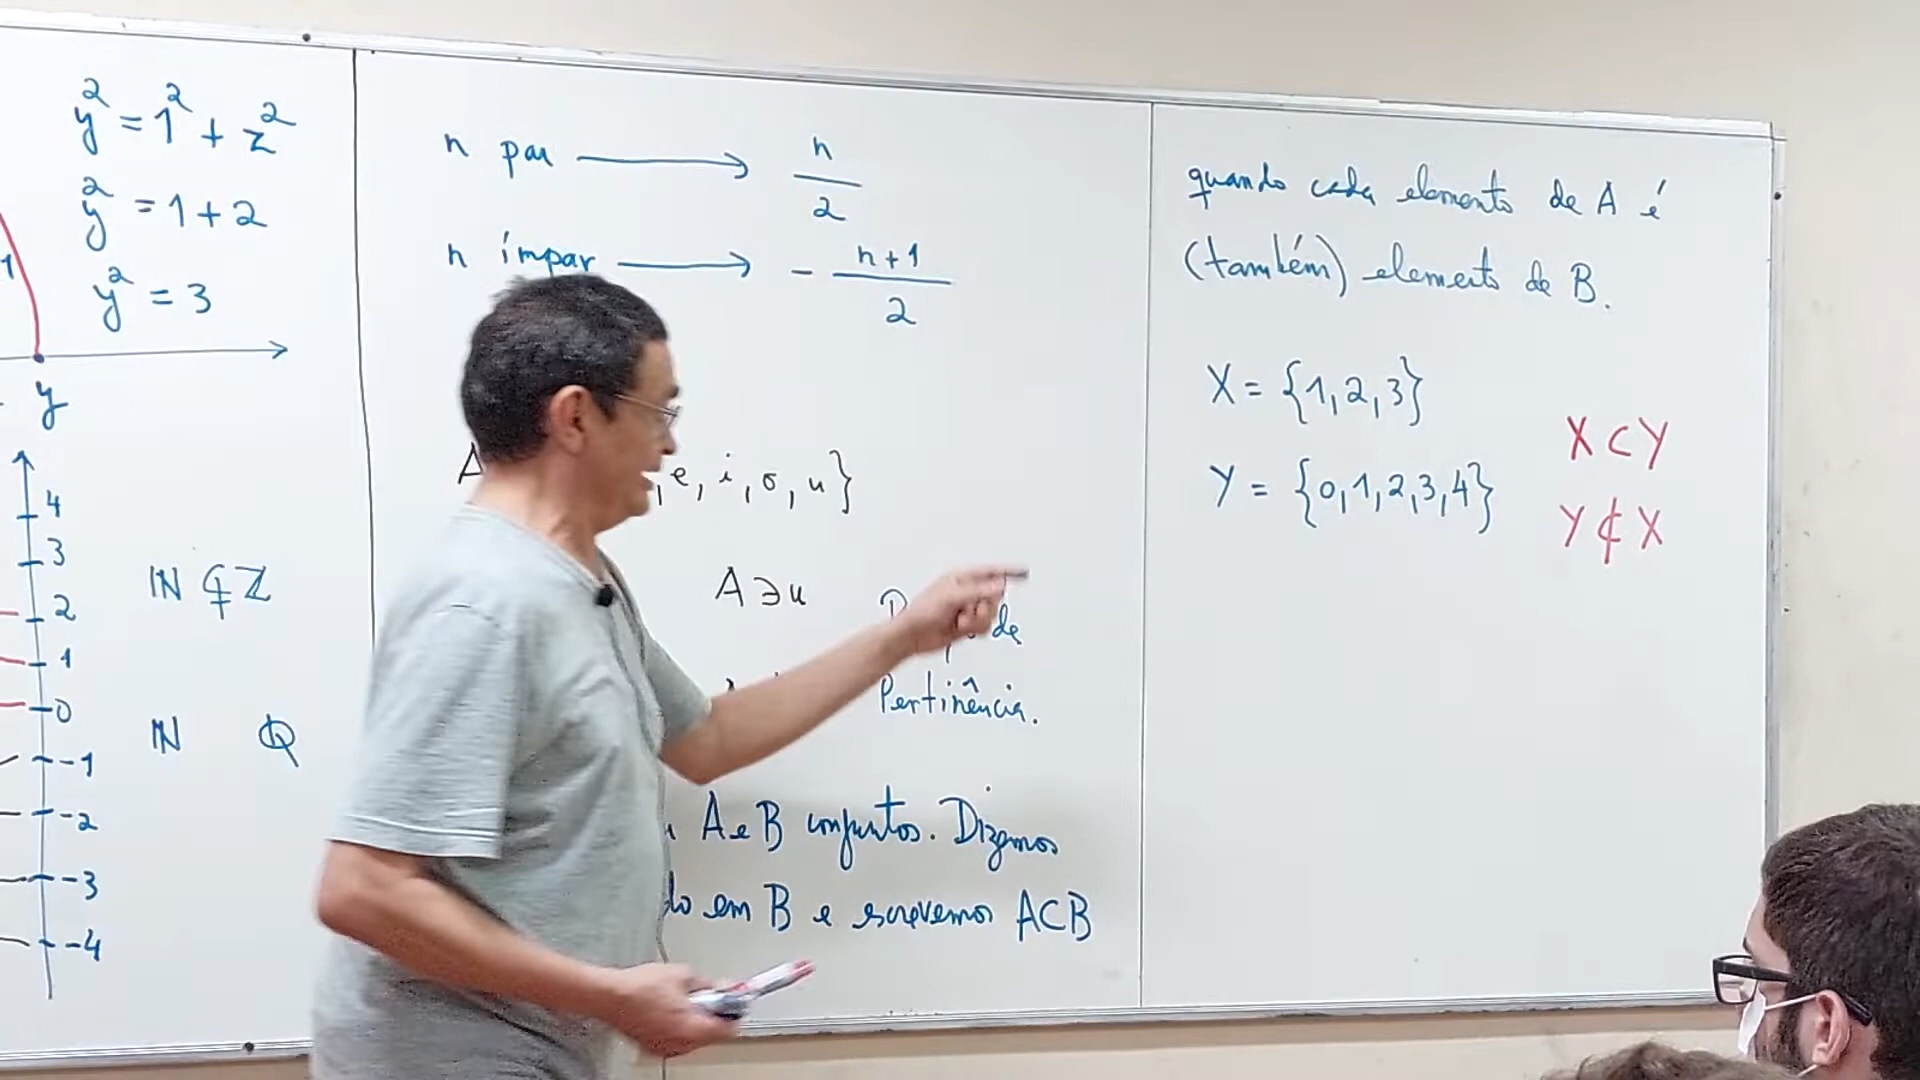 y² = 1² + z²
y² = 1 + 2
y² = 3
1
y
4
3
2
1
0
-1
-2
-3
-4
ℕ ⊊ ℤ
ℕ ℚ
n par ⟶ n/2
n ímpar ⟶ - (n+1)/2
A , e, i, o, u}
A ∋ u
de
Pertinência.
A e B conjuntos. Dizemos
em B e escrevemos A⊂B
quando cada elemento de A é
(também) elemento de B.
X = {1,2,3}
Y = {0,1,2,3,4}
X ⊂ Y
Y ⊄ X